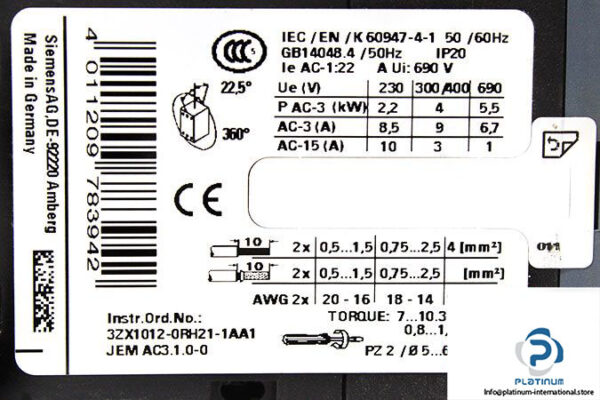 SiemensAG,DE-92220 Amberg
Made in Germany
4 011209 783942
CCC S
22.5°
360°
IEC / EN / K 60947-4-1 50 /60Hz
GB14048.4 /50Hz IP20
Ie AC-1:22 A Ui: 690 V
Ue (V) 230 300/400 690
P AC-3 (kW) 2,2 4 5,5
AC-3 (A) 8,5 9 6,7
AC-15 (A) 10 3 1
CE
10 2x 0,5...1,5 0,75...2,5 4 [mm²]
10 2x 0,5...1,5 0,75...2,5 [mm²]
AWG 2x 20 - 16 18 - 14
Instr.Ord.No.:
3ZX1012-0RH21-1AA1
JEM AC3.1.0-0
TORQUE: 7...10.3
0,8...1,
PZ 2 / Ø 5...6
PLATINUM
info@platinum-international.store